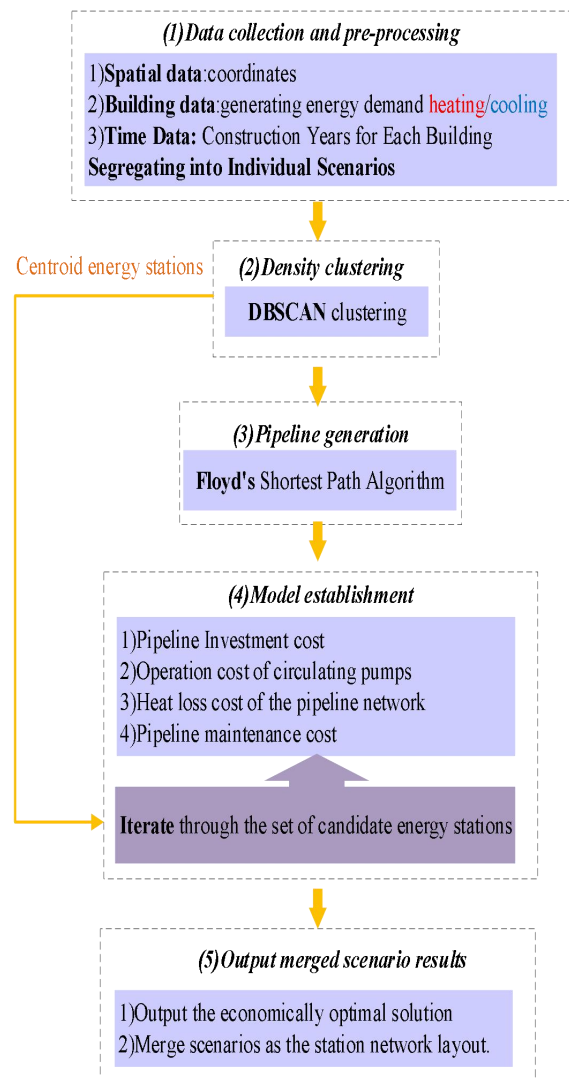 (1)Data collection and pre-processing
1)Spatial data:coordinates
2)Building data:generating energy demand heating/cooling
3)Time Data: Construction Years for Each Building
Segregating into Individual Scenarios
Centroid energy stations
(2)Density clustering
DBSCAN clustering
(3)Pipeline generation
Floyd's Shortest Path Algorithm
(4)Model establishment
1)Pipeline Investment cost
2)Operation cost of circulating pumps
3)Heat loss cost of the pipeline network
4)Pipeline maintenance cost
Iterate through the set of candidate energy stations
(5)Output merged scenario results
1)Output the economically optimal solution
2)Merge scenarios as the station network layout.